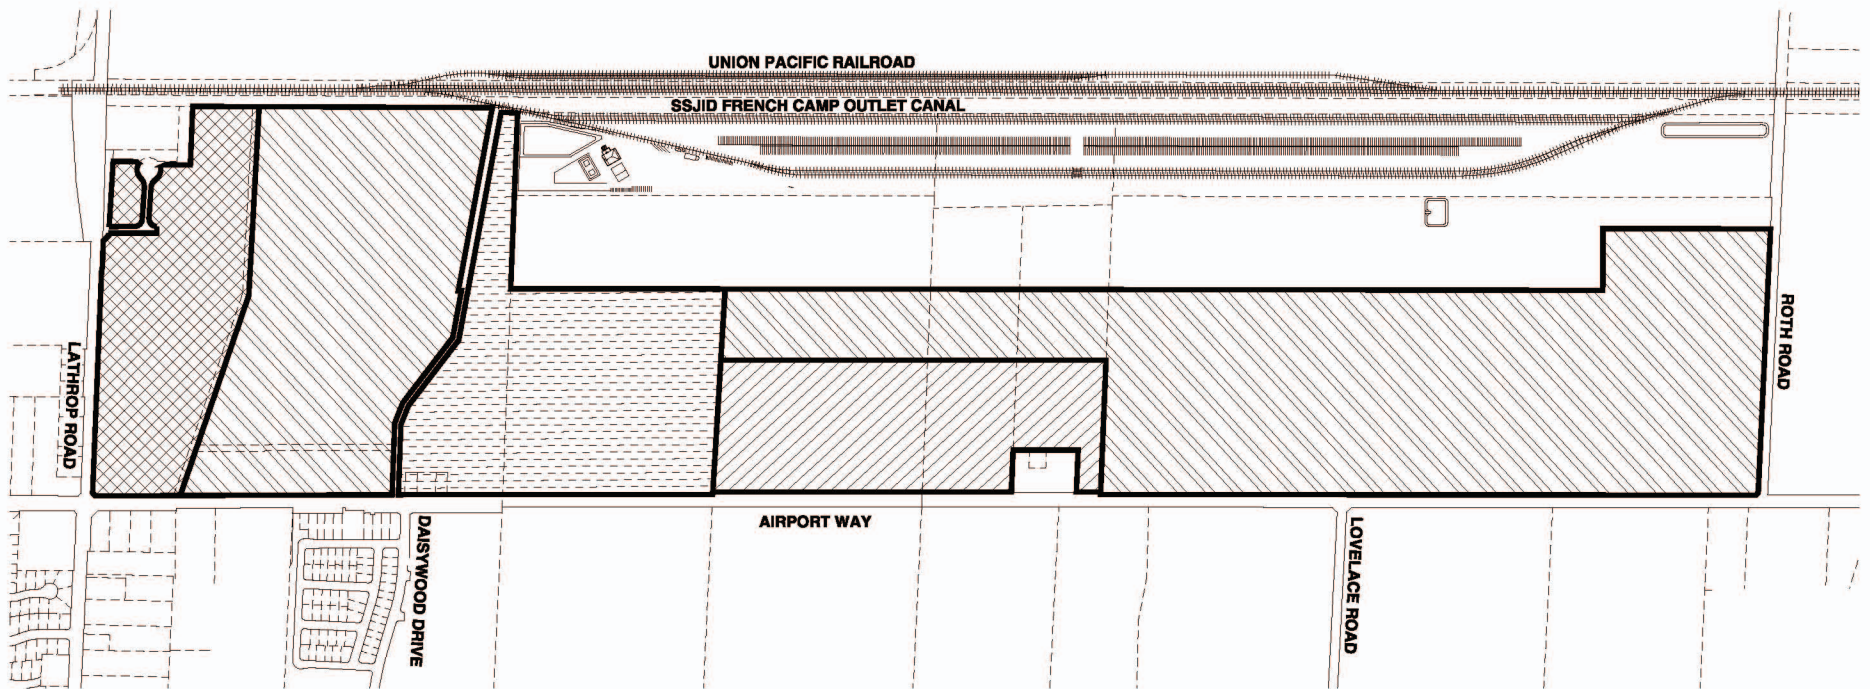 UNION PACIFIC RAILROAD
SSJID FRENCH CAMP OUTLET CANAL
LATHROP ROAD
ROTH ROAD
AIRPORT WAY
DAISYWOOD DRIVE
LOVELACE ROAD